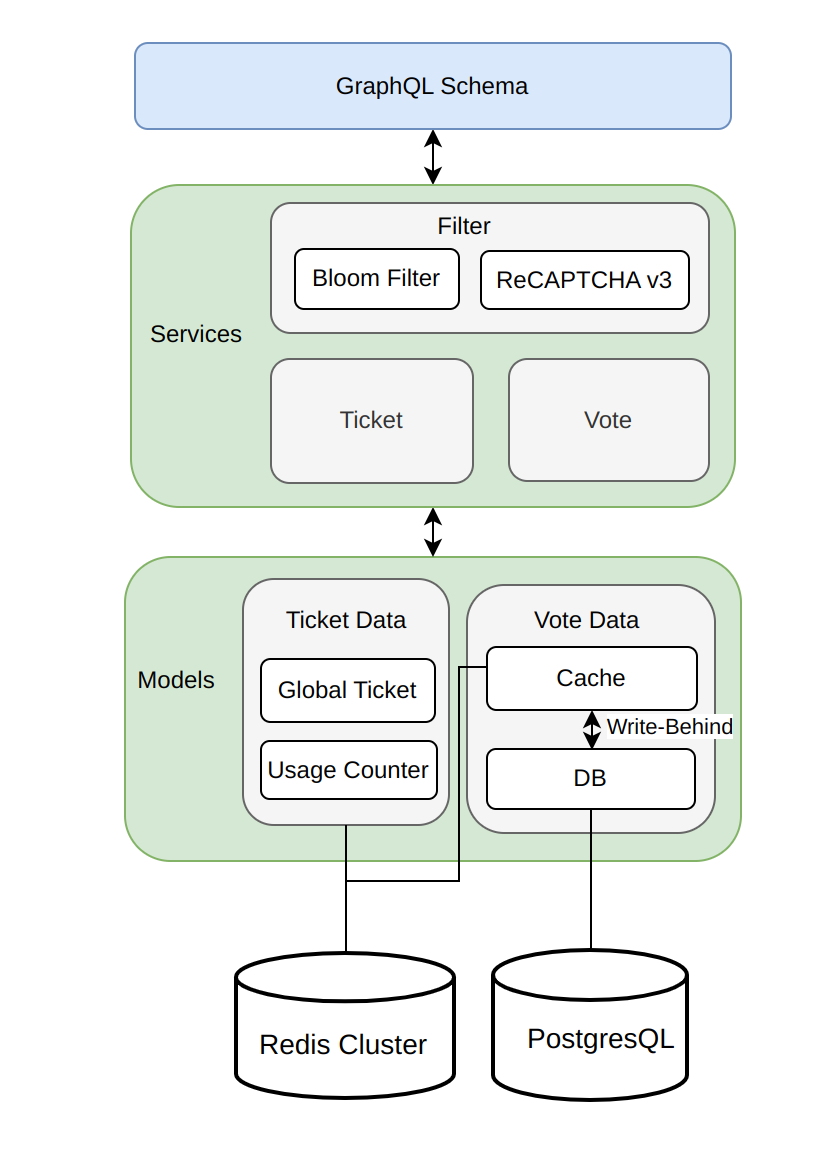 GraphQL Schema
Filter
Bloom Filter
ReCAPTCHA v3
Services
Ticket
Vote
Ticket Data
Vote Data
Models
Global Ticket
Cache
Write-Behind
Usage Counter
DB
Redis Cluster
PostgresQL